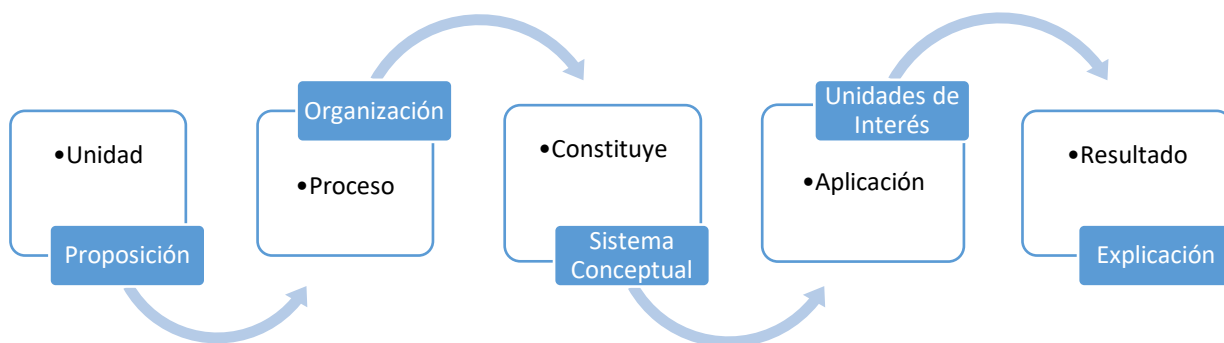 •Unidad
Proposición
Organización
•Proceso
•Constituye
Sistema
Conceptual
Unidades de
Interés
•Aplicación
•Resultado
Explicación